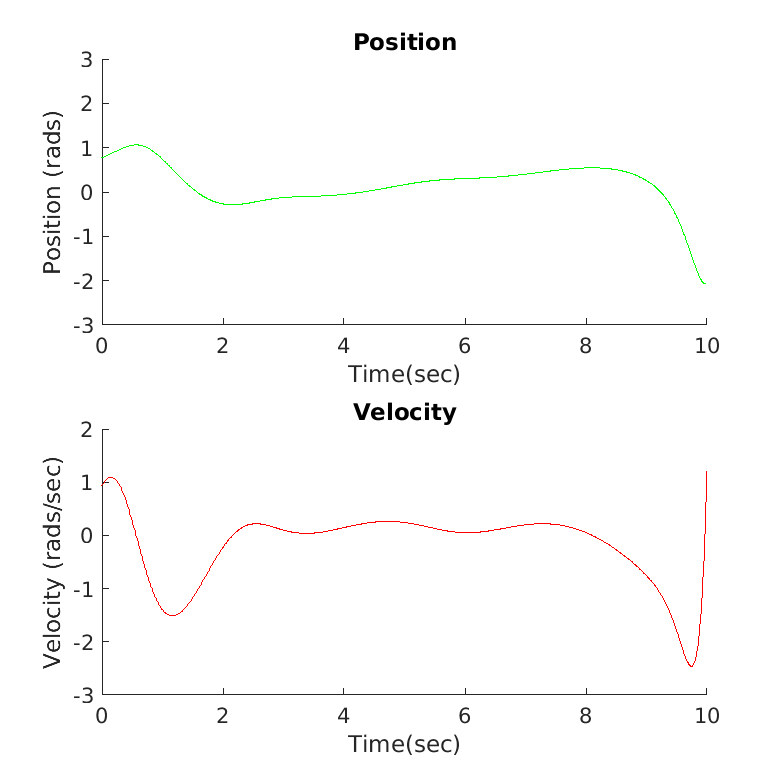 Position
3
2
1
0
-1
-2
-3
Position (rads)
0 2 4 6 8 10
Time(sec)
Velocity
2
1
0
-1
-2
-3
Velocity (rads/sec)
0 2 4 6 8 10
Time(sec)